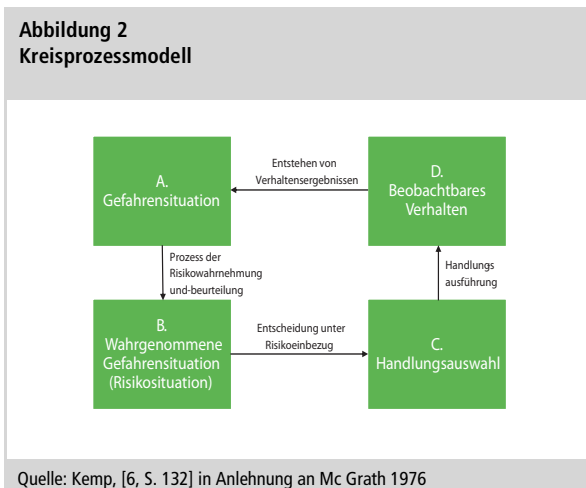 Abbildung 2
Kreisprozessmodell
A.
Gefahrensituation
Entstehen von
Verhaltensergebnissen
D.
Beobachtbares
Verhalten
Prozess der
Risikowahrnehmung
und-beurteilung
Handlungs
ausführung
B.
Wahrgenommene
Gefahrensituation
(Risikosituation)
Entscheidung unter
Risikoeinbezug
C.
Handlungsauswahl
Quelle: Kemp, [6, S. 132] in Anlehnung an Mc Grath 1976